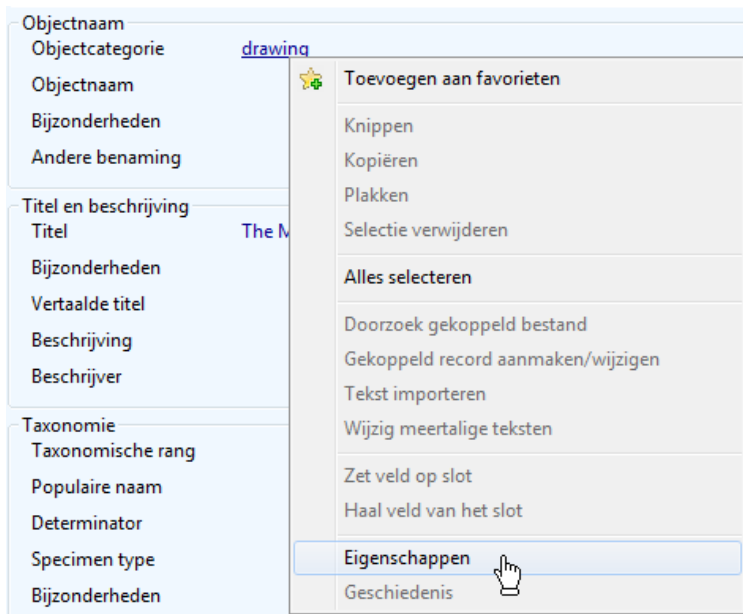 Objectnaam
Objectcategorie drawing
Objectnaam
Bijzonderheden
Andere benaming
Titel en beschrijving
Titel The M
Bijzonderheden
Vertaalde titel
Beschrijving
Beschrijver
Taxonomie
Taxonomische rang
Populaire naam
Determinator
Specimen type
Bijzonderheden
Toevoegen aan favorieten
Knippen
Kopiëren
Plakken
Selectie verwijderen
Alles selecteren
Doorzoek gekoppeld bestand
Gekoppeld record aanmaken/wijzigen
Tekst importeren
Wijzig meertalige teksten
Zet veld op slot
Haal veld van het slot
Eigenschappen
Geschiedenis